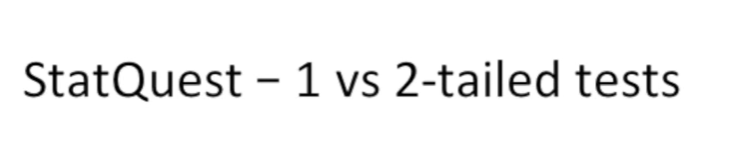 StatQuest – 1 vs 2-tailed tests